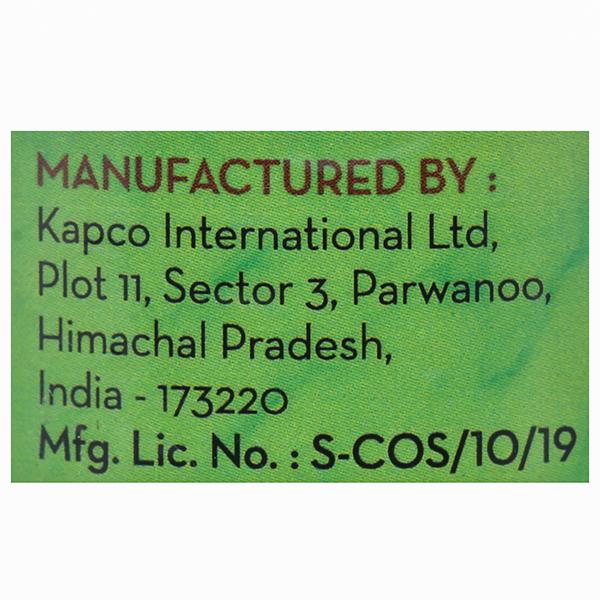 MANUFACTURED BY :
Kapco International Ltd,
Plot 11, Sector 3, Parwanoo,
Himachal Pradesh,
India - 173220
Mfg. Lic. No. : S-COS/10/19